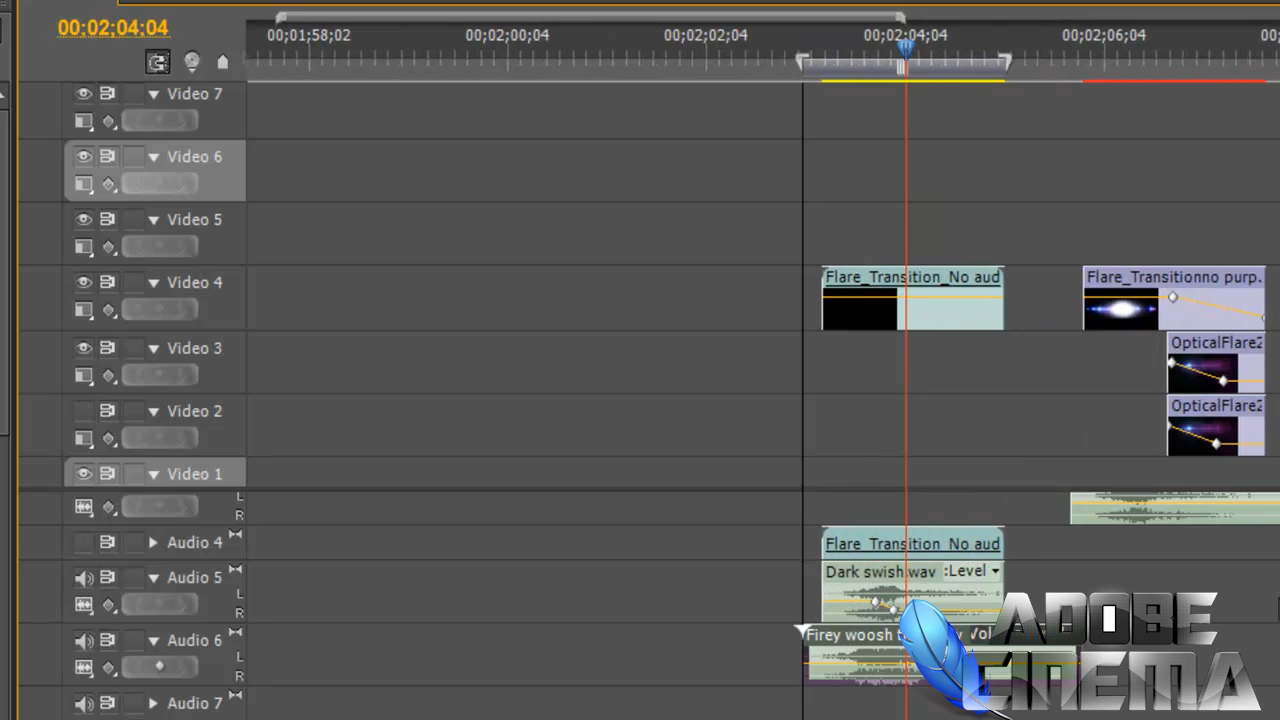 00;02;04;04
00;01;58;02 00;02;00;04 00;02;02;04 00;02;04;04 00;02;06;04
Video 7
Video 6
Video 5
Video 4
Flare_Transition_No aud
Flare_Transitionno purp.
Video 3
OpticalFlare2
Video 2
OpticalFlare2
Video 1
L
R
Audio 4
Flare_Transition_No aud
Audio 5
Dark swish.wav :Level
L
R
Audio 6
Firey woosh
L
R
Audio 7
ADOBE
CINEMA